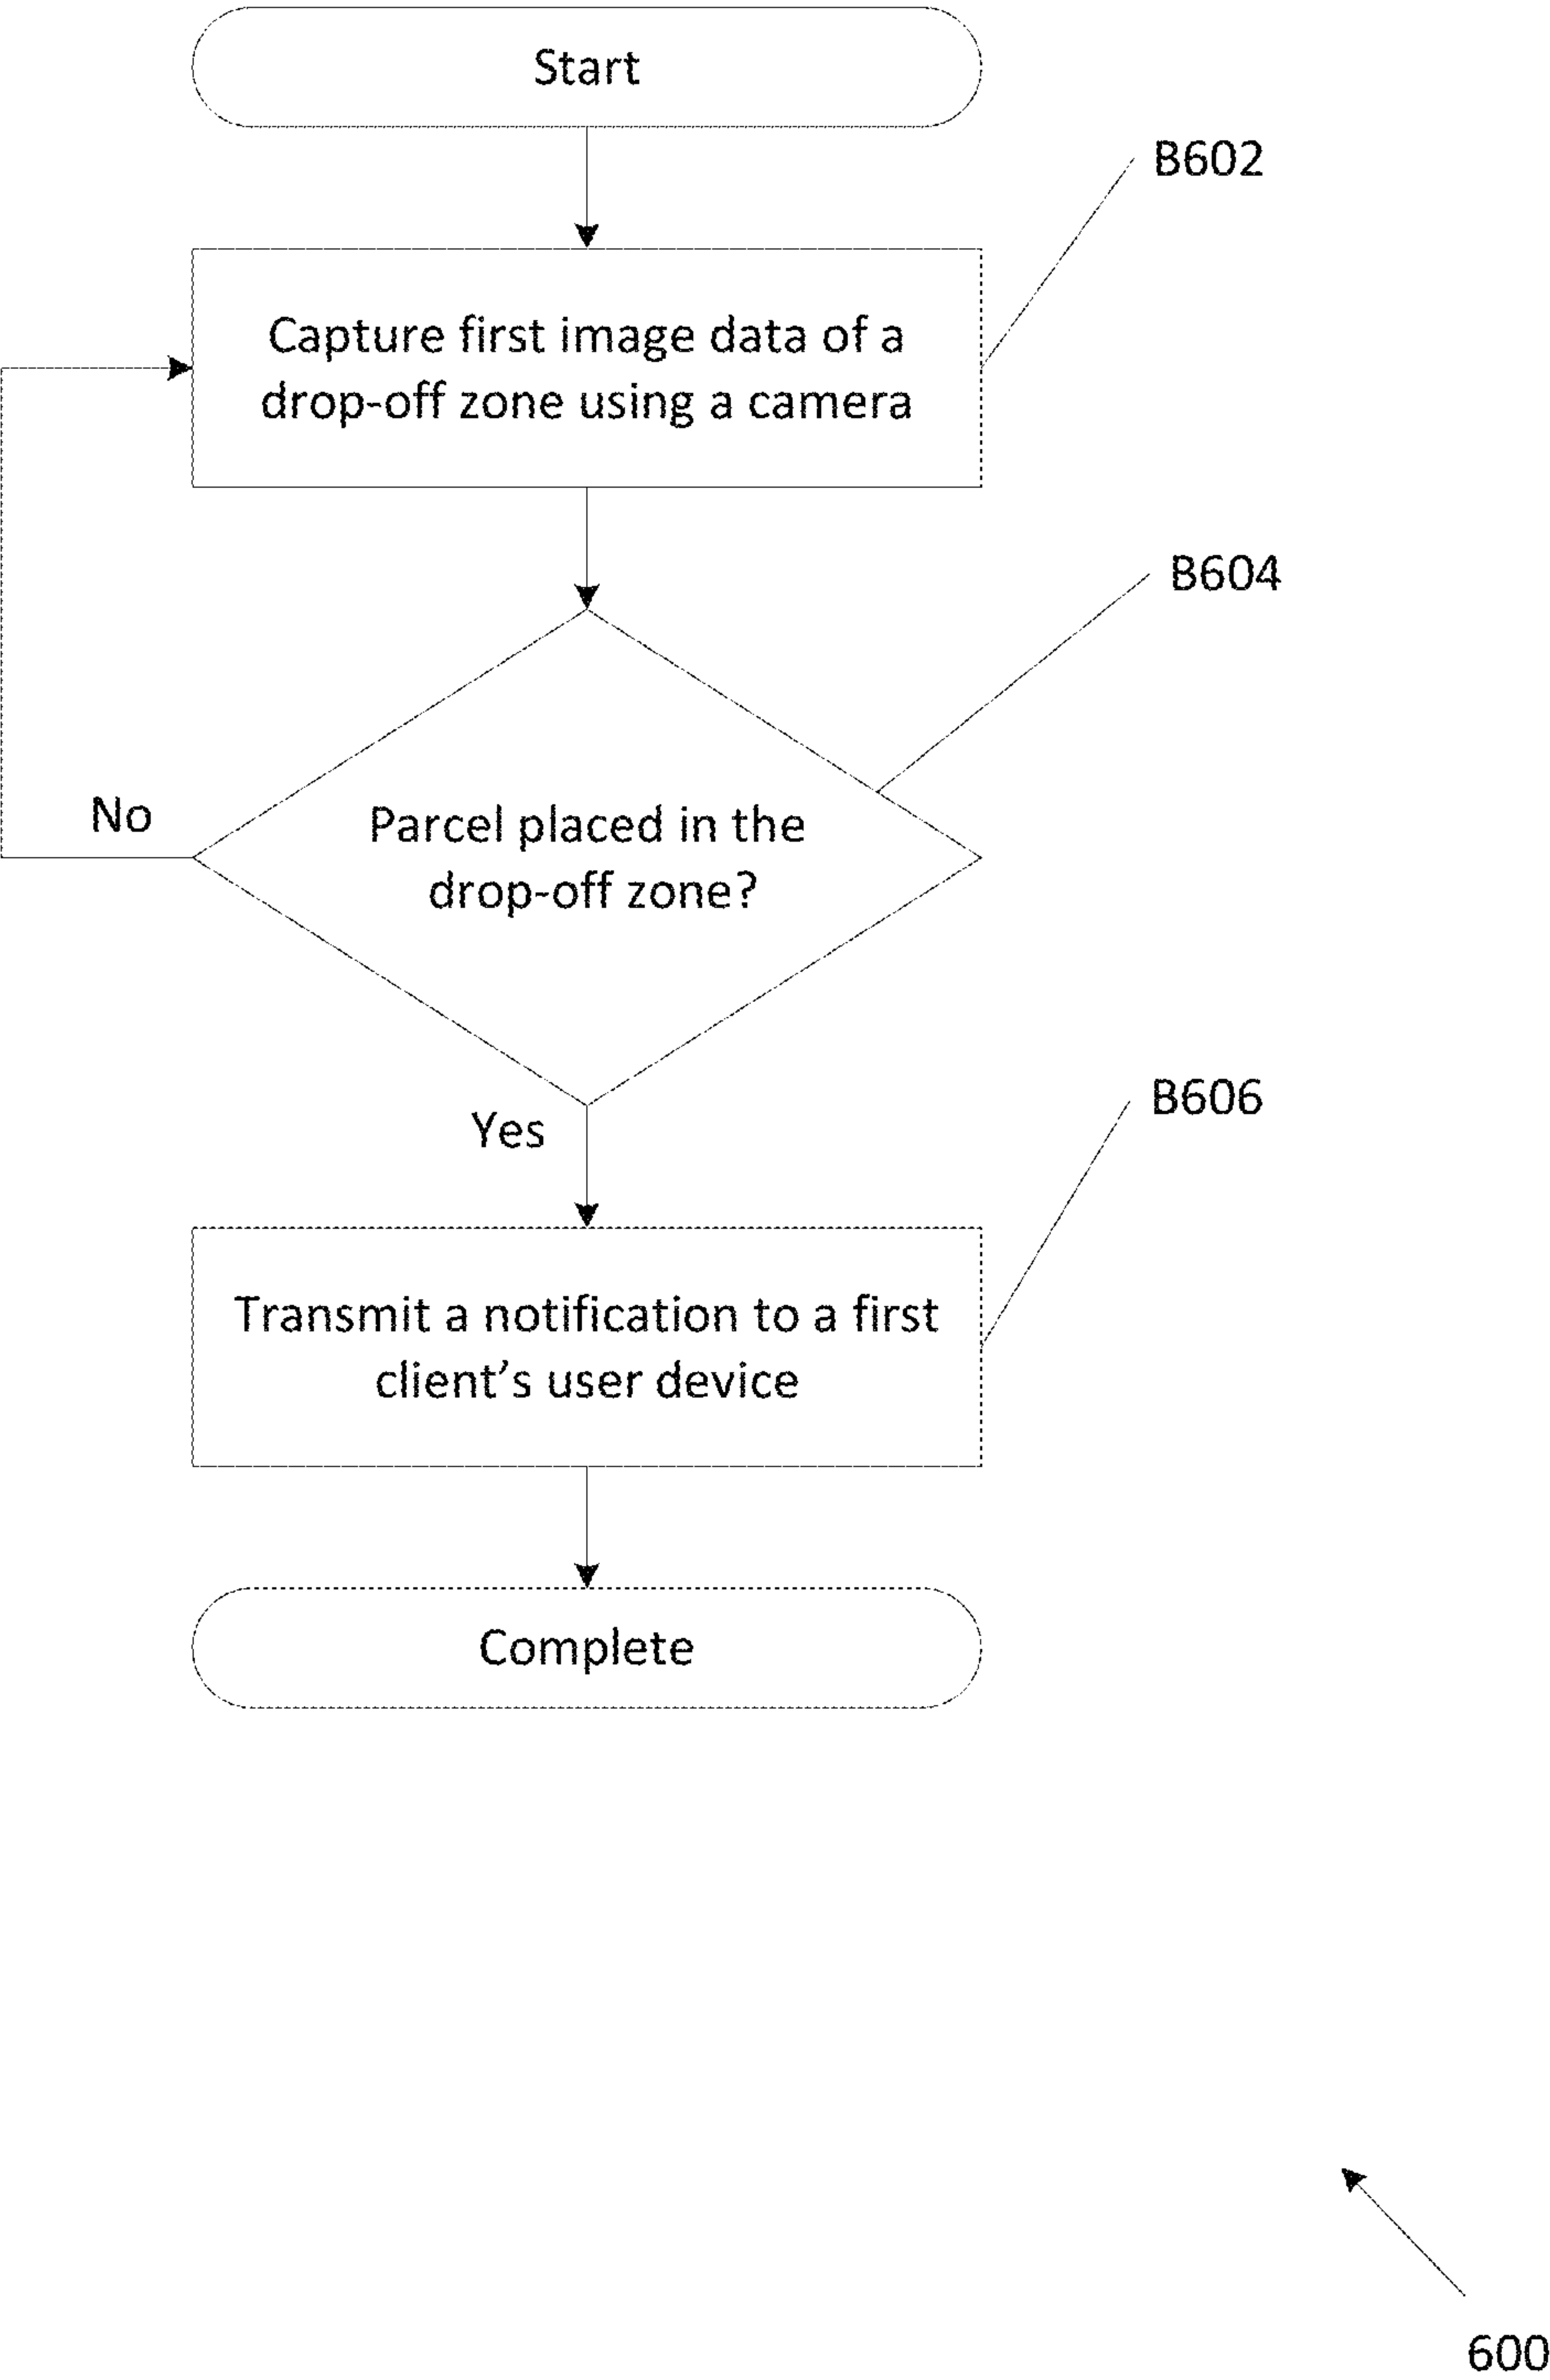 Start
B602
Capture first image data of a
drop-off zone using a camera
B604
No
Parcel placed in the
drop-off zone?
Yes
B606
Transmit a notification to a first
client’s user device
Complete
600